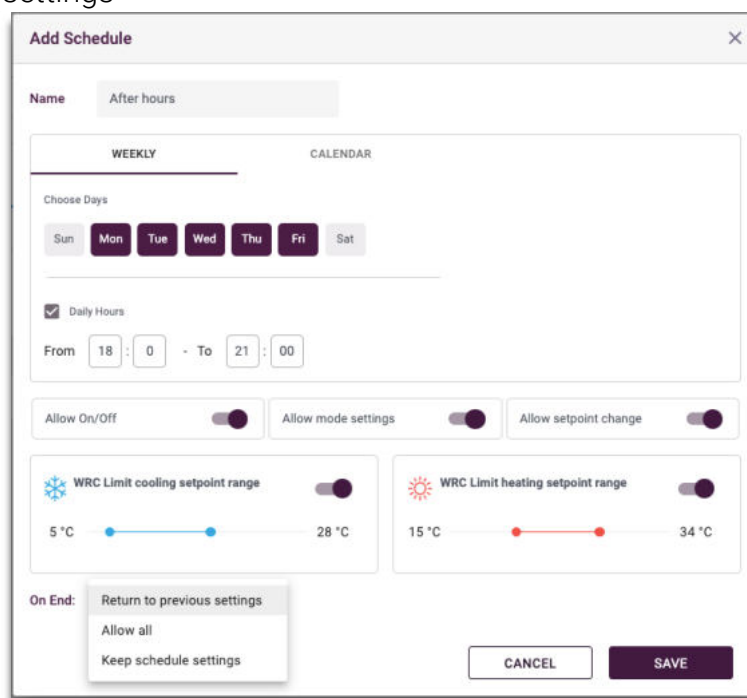 settings
Add Schedule
Name After hours
WEEKLY CALENDAR
Choose Days
Sun Mon Tue Wed Thu Fri Sat
Daily Hours
From 18 : 0 - To 21 : 00
Allow On/Off Allow mode settings Allow setpoint change
WRC Limit cooling setpoint range WRC Limit heating setpoint range
5 °C 28 °C 15 °C 34 °C
On End: Return to previous settings
Allow all
Keep schedule settings
CANCEL SAVE